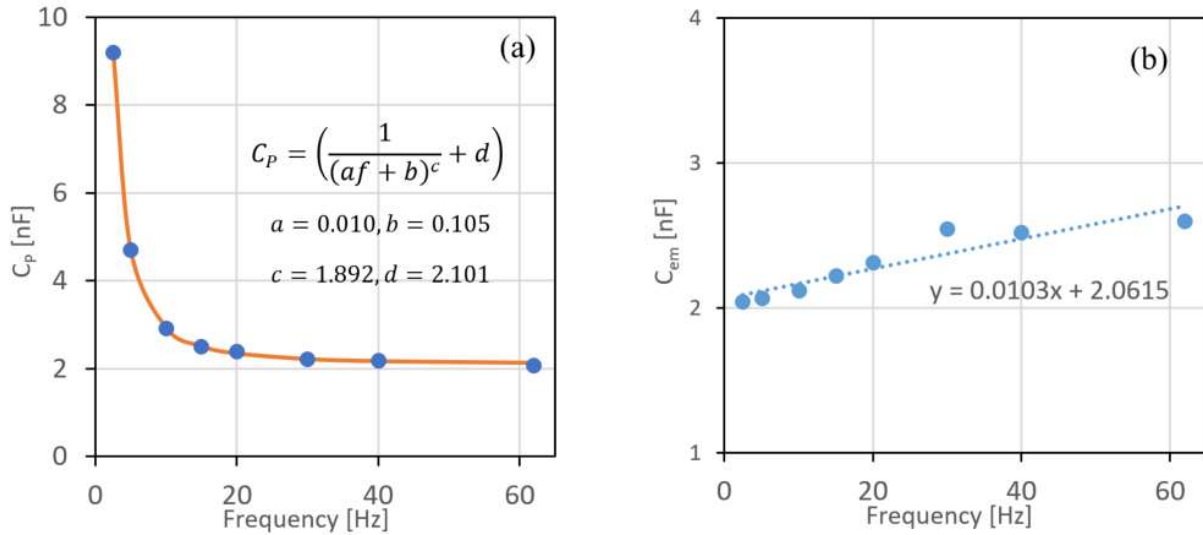 10
8
6
4
2
0
C_P [nF]
(a)
C_P = (1/(af + b)^c + d)
a = 0.010, b = 0.105
c = 1.892, d = 2.101
0 20 40 60
Frequency [Hz]
4
3
2
1
C_em [nF]
(b)
y = 0.0103x + 2.0615
0 20 40 60
Frequency [Hz]